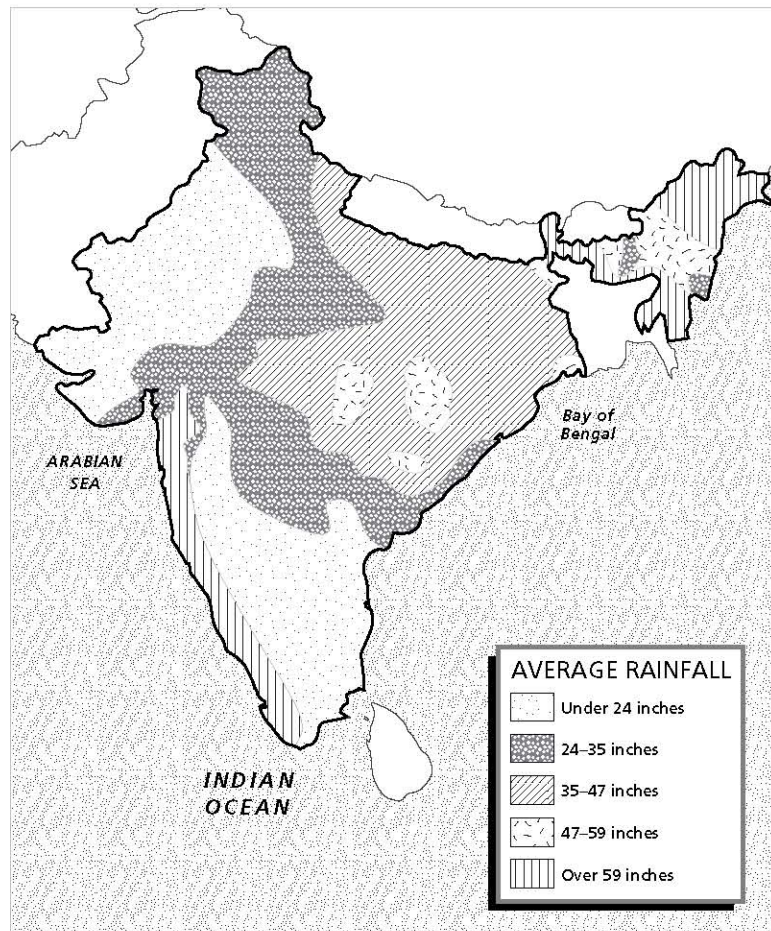 ARABIAN
SEA
Bay of
Bengal
INDIAN
OCEAN
AVERAGE RAINFALL
Under 24 inches
24–35 inches
35–47 inches
47–59 inches
Over 59 inches